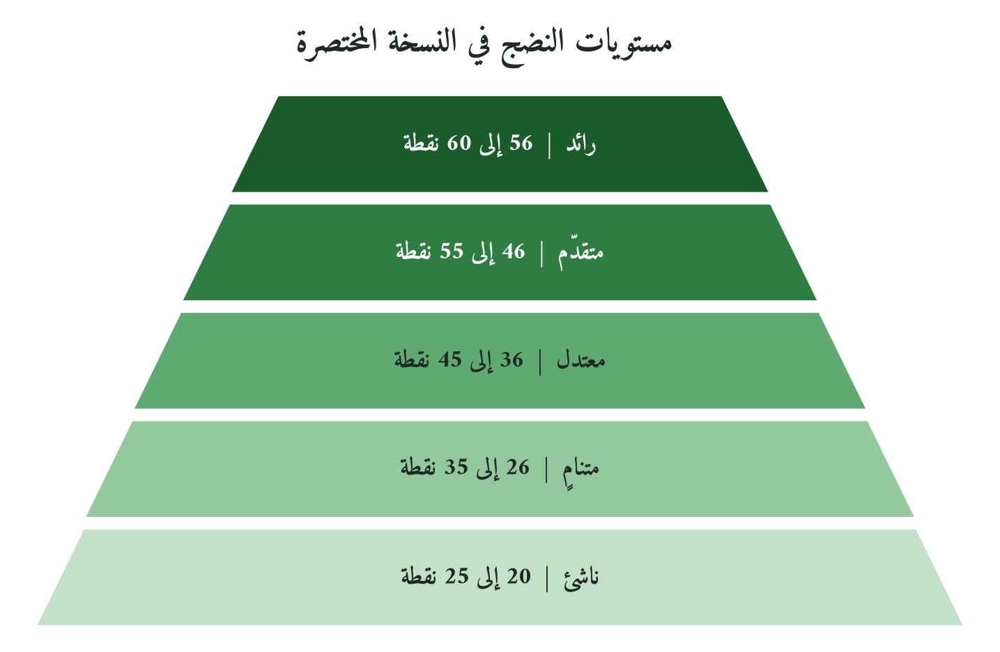 مستويات النضج في النسخة المختصرة
رائد | 56 إلى 60 نقطة
متقدّم | 46 إلى 55 نقطة
معتدل | 36 إلى 45 نقطة
متنامٍ | 26 إلى 35 نقطة
ناشئ | 20 إلى 25 نقطة